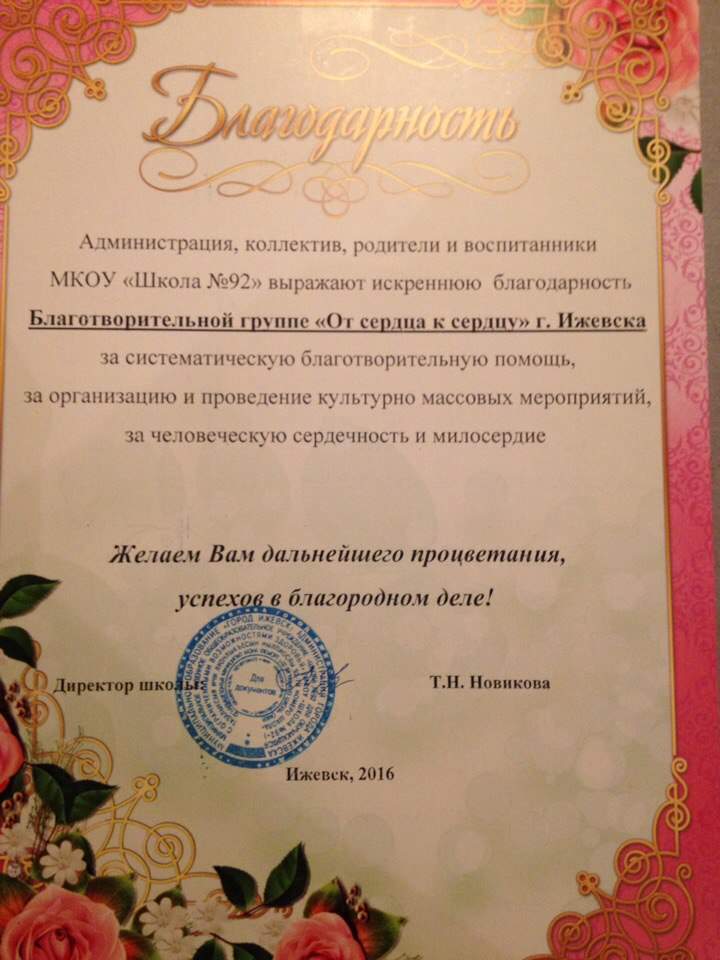 Благодарность
Администрация, коллектив, родители и воспитанники
МКОУ «Школа №92» выражают искреннюю благодарность
Благотворительной группе «От сердца к сердцу» г. Ижевска
за систематическую благотворительную помощь,
за организацию и проведение культурно массовых мероприятий,
за человеческую сердечность и милосердие
Желаем Вам дальнейшего процветания,
успехов в благородном деле!
Директор школы:
Т.Н. Новикова
Для
документов
Ижевск, 2016